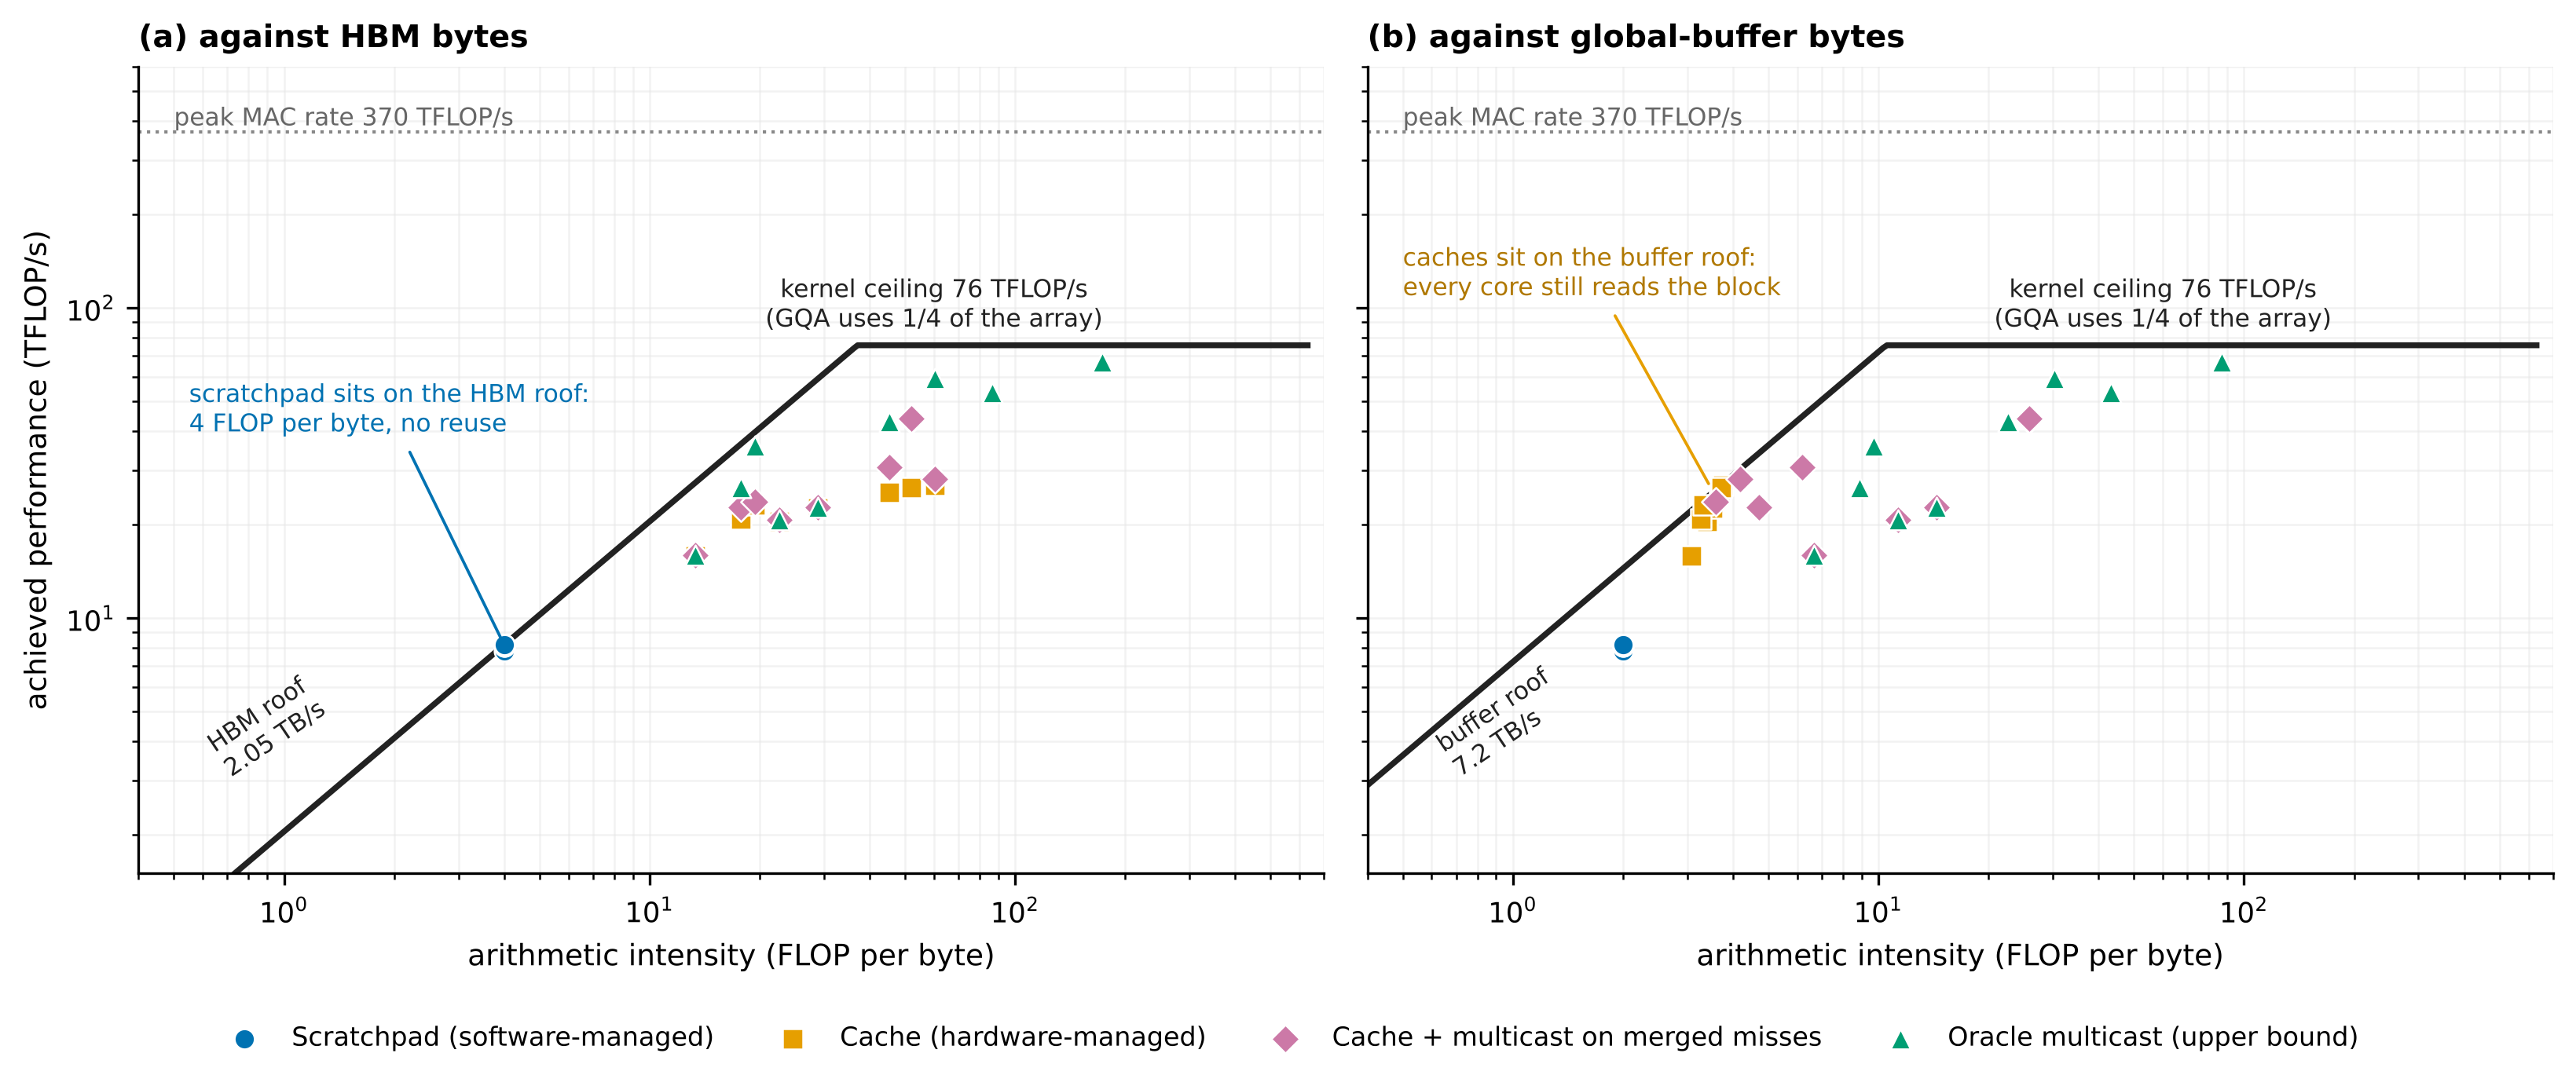 (a) against HBM bytes
peak MAC rate 370 TFLOP/s
kernel ceiling 76 TFLOP/s
(GQA uses 1/4 of the array)
scratchpad sits on the HBM roof:
4 FLOP per byte, no reuse
HBM roof
2.05 TB/s
achieved performance (TFLOP/s)
10²
10¹
10⁰
10¹
10²
arithmetic intensity (FLOP per byte)
(b) against global-buffer bytes
peak MAC rate 370 TFLOP/s
caches sit on the buffer roof:
every core still reads the block
kernel ceiling 76 TFLOP/s
(GQA uses 1/4 of the array)
buffer roof
7.2 TB/s
10⁰
10¹
10²
arithmetic intensity (FLOP per byte)
Scratchpad (software-managed)
Cache (hardware-managed)
Cache + multicast on merged misses
Oracle multicast (upper bound)